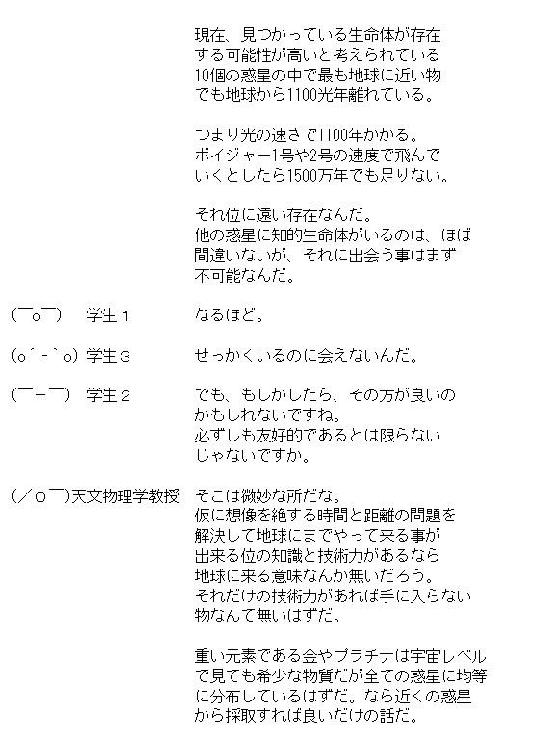 現在、見つかっている生命体が存在
する可能性が高いと考えられている
10個の惑星の中で最も地球に近い物
でも地球から1100光年離れている。
つまり光の速さで1100年かかる。
ボイジャー1号や2号の速度で飛んで
いくとしたら1500万年でも足りない。
それ位に遠い存在なんだ。
他の惑星に知的生命体がいるのは、ほぼ
間違いないが、それに出会う事はまず
不可能なんだ。
(￣o￣) 学生1 なるほど。
(o´-`o) 学生3 せっかくいるのに会えないんだ。
(￣ー￣) 学生2 でも、もしかしたら、その方が良いの
かもしれないですね。
必ずしも友好的であるとは限らない
じゃないですか。
(／O￣)天文物理学教授 そこは微妙な所だな。
仮に想像を絶する時間と距離の問題を
解決して地球にまでやって来る事が
出来る位の知識と技術力があるなら
地球に来る意味なんか無いだろう。
それだけの技術力があれば手に入らない
物なんて無いはずだ、
重い元素である金やプラチナは宇宙レベル
で見ても希少な物質だが全ての惑星に均等
に分布しているはずだ。なら近くの惑星
から採取すれば良いだけの話だ。